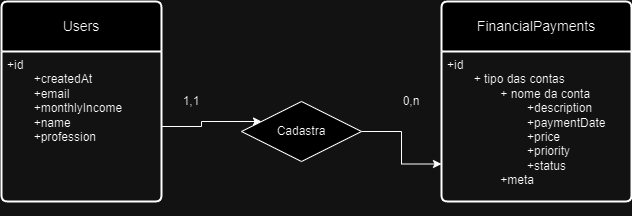 Users
+id
+createdAt
+email
+monthlyIncome
+name
+profession
1,1
Cadastra
0,n
FinancialPayments
+id
+ tipo das contas
+ nome da conta
+description
+paymentDate
+price
+priority
+status
+meta